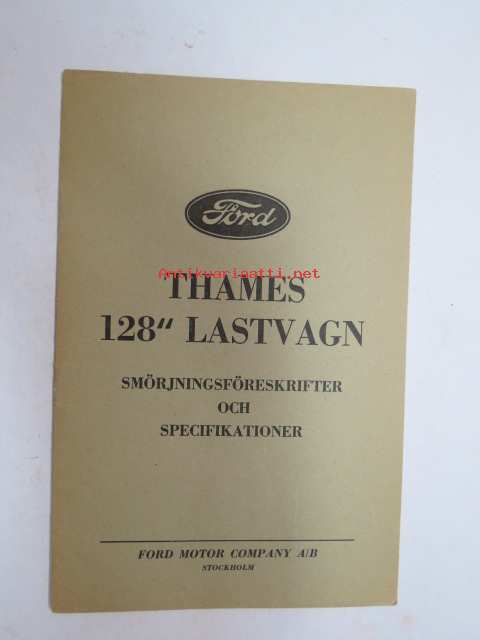 Ford
Antikvariaatti.net
THAMES
128" LASTVAGN
SMÖRJNINGSFÖRESKRIFTER
OCH
SPECIFIKATIONER
FORD MOTOR COMPANY A/B
STOCKHOLM